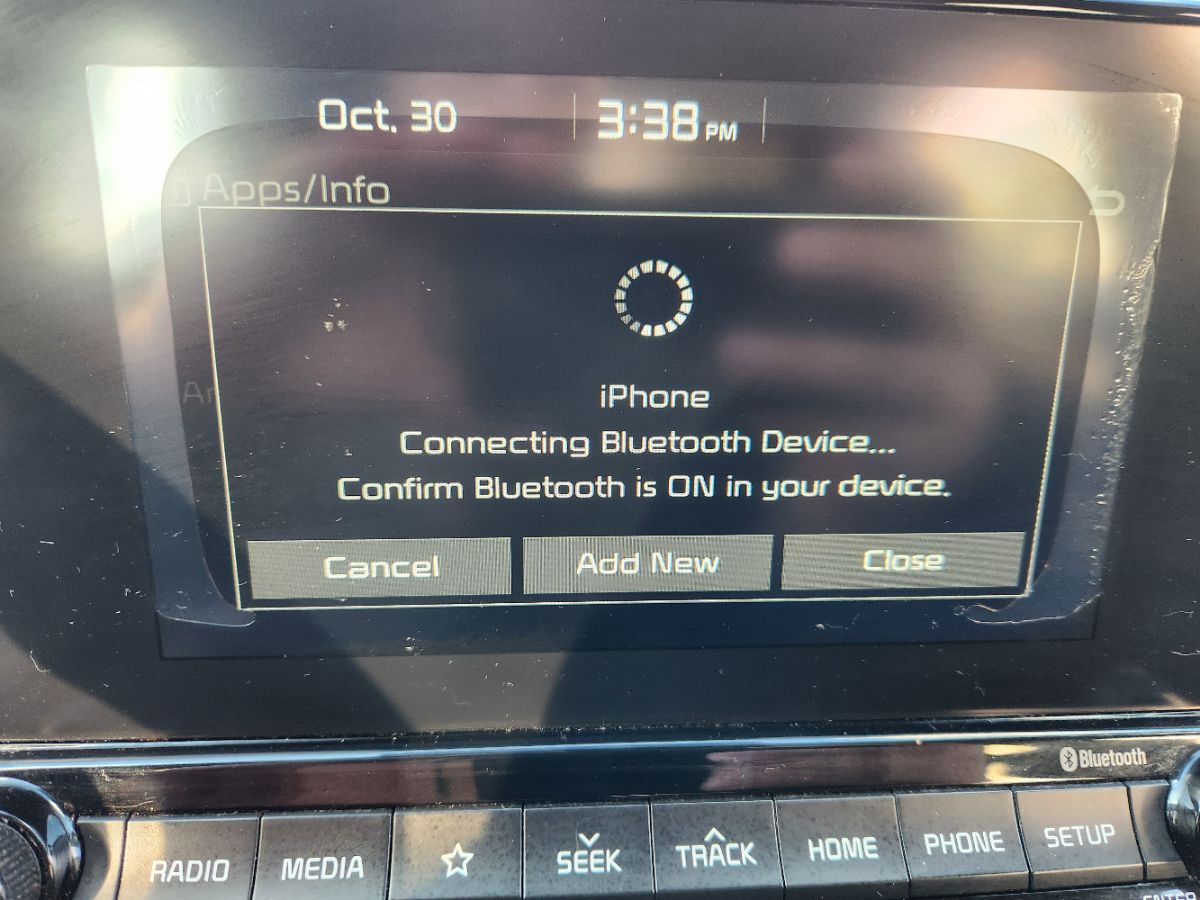 Oct. 30 3:38 PM
Apps/Info
iPhone
Connecting Bluetooth Device...
Confirm Bluetooth is ON in your device.
Cancel Add New Close
Bluetooth
RADIO MEDIA SEEK TRACK HOME PHONE SETUP
ENTER